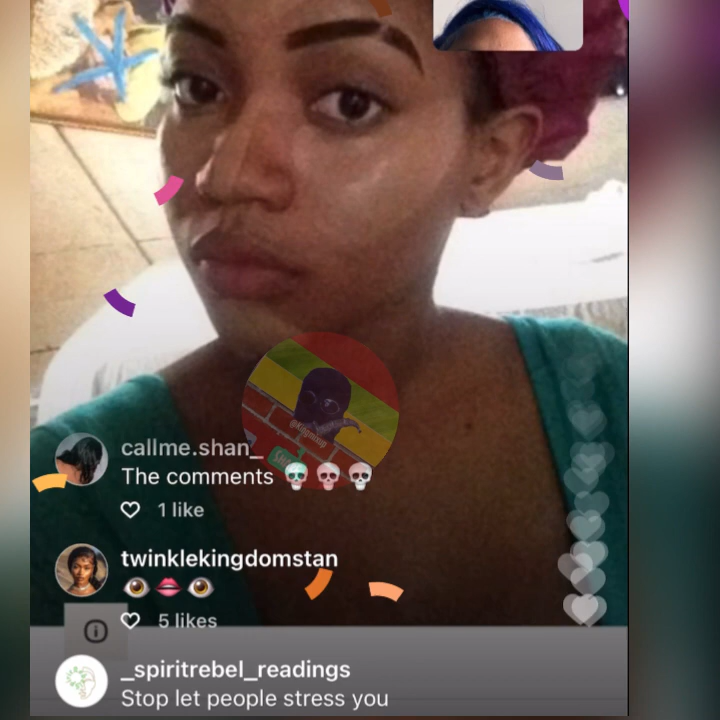 callme.shan_
The comments 💀💀💀
1 like
twinklekingdomstan
👁👄👁
5 likes
_spiritrebel_readings
Stop let people stress you